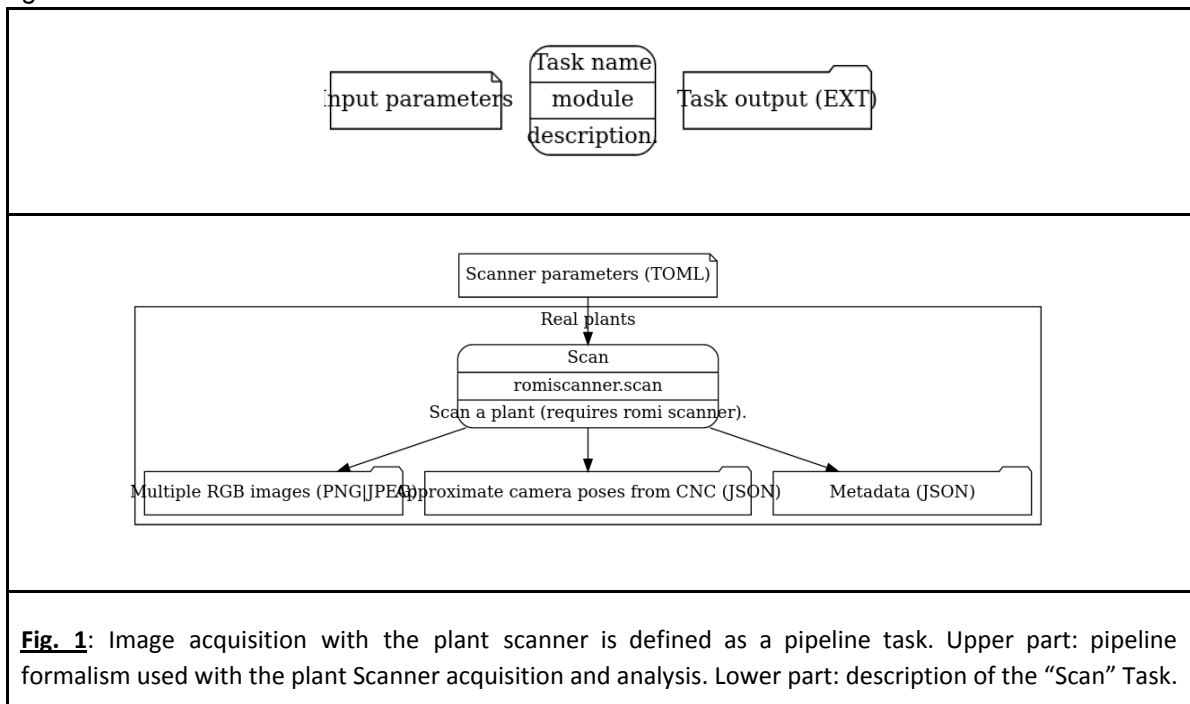 Input parameters
Task name
module
description.
Task output (EXT)
Scanner parameters (TOML)
Real plants
Scan
romiscanner.scan
Scan a plant (requires romi scanner).
Multiple RGB images (PNG|JPEG)
Approximate camera poses from CNC (JSON)
Metadata (JSON)
Fig. 1: Image acquisition with the plant scanner is defined as a pipeline task. Upper part: pipeline
formalism used with the plant Scanner acquisition and analysis. Lower part: description of the “Scan” Task.